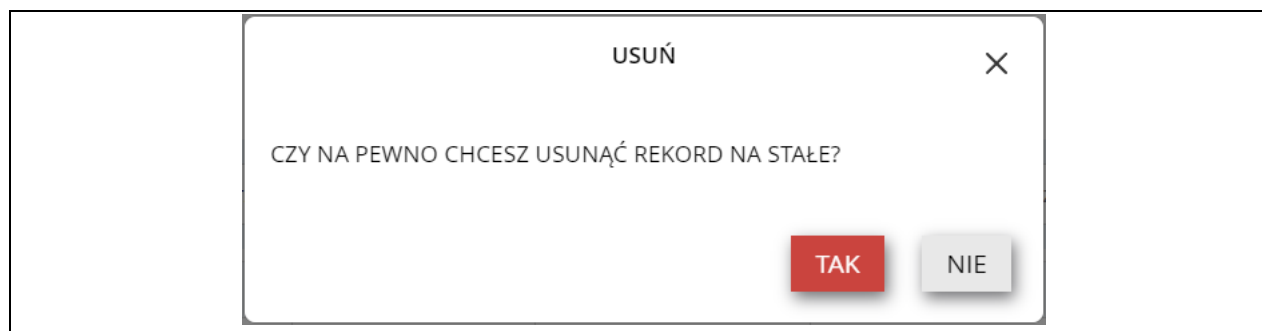 USUŃ
CZY NA PEWNO CHCESZ USUNĄĆ REKORD NA STAŁE?
TAK NIE